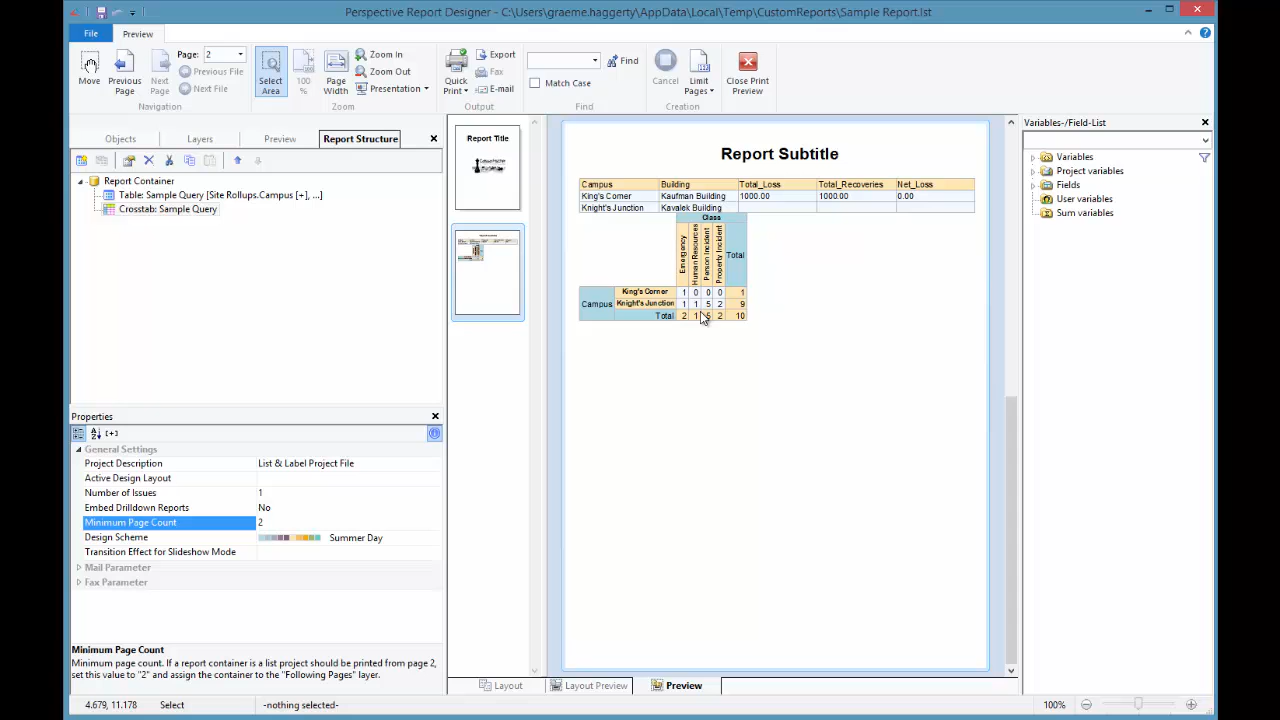 Perspective Report Designer - C:\Users\graeme.haggerty\AppData\Local\Temp\CustomReports\Sample Report.lst
File Preview
Move Previous Page Next Page Page: 2 Previous File Next File
Navigation
Select Area 100 % Page Width Zoom In Zoom Out Presentation
Zoom
Quick Print Export Fax E-mail
Output
Find Match Case
Find
Cancel Limit Pages
Creation
Close Print Preview
Objects Layers Preview Report Structure
Report Container
Table: Sample Query [Site Rollups.Campus [+], ...]
Crosstab: Sample Query
Properties
[+]
General Settings
Project Description List & Label Project File
Active Design Layout
Number of Issues 1
Embed Drilldown Reports No
Minimum Page Count 2
Design Scheme Summer Day
Transition Effect for Slideshow Mode
Mail Parameter
Fax Parameter
Minimum Page Count
Minimum page count. If a report container is a list project should be printed from page 2,
set this value to "2" and assign the container to the "Following Pages" layer.
Report Title
Report Subtitle
Campus Building Total_Loss Total_Recoveries Net_Loss
King's Corner Kaufman Building 1000.00 1000.00 0.00
Knight's Junction Kavalek Building
Class
Emergency Human Resources Person Incident Property Incident Total
Campus King's Corner 1 0 0 0 1
Knight's Junction 1 1 5 2 9
Total 2 1 5 2 10
Variables-/Field-List
Variables
Project variables
Fields
User variables
Sum variables
Layout Layout Preview Preview
4.679, 11.178 Select -nothing selected- 100%